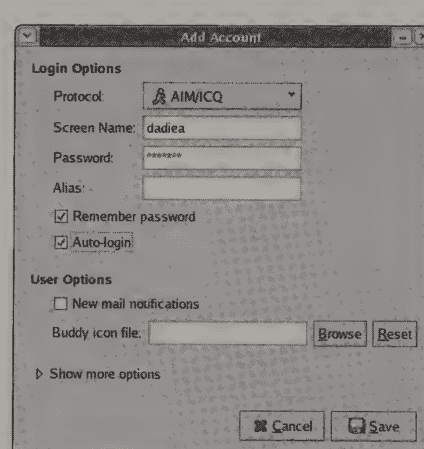 Add Account
Login Options
Protocol: AIM/ICQ
Screen Name: dadiea
Password: *******
Alias:
Remember password
Auto-login
User Options
New mail notifications
Buddy icon file: Browse Reset
Show more options
Cancel Save